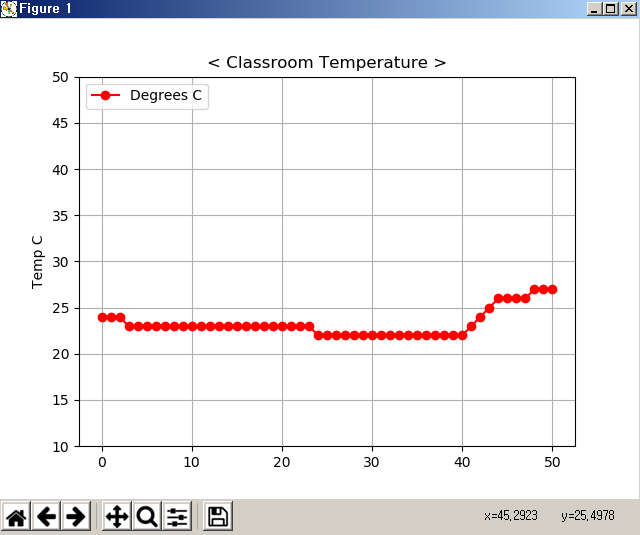 Figure 1
< Classroom Temperature >
Degrees C
Temp C
50
45
40
35
30
25
20
15
10
0 10 20 30 40 50
x=45,2923 y=25,4978